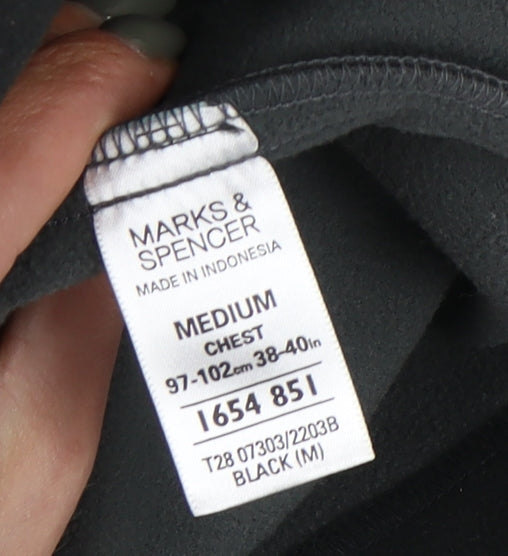 MARKS &
SPENCER
MADE IN INDONESIA
MEDIUM
CHEST
97-102cm 38-40in
1654 851
T28 07303/2203B
BLACK (M)